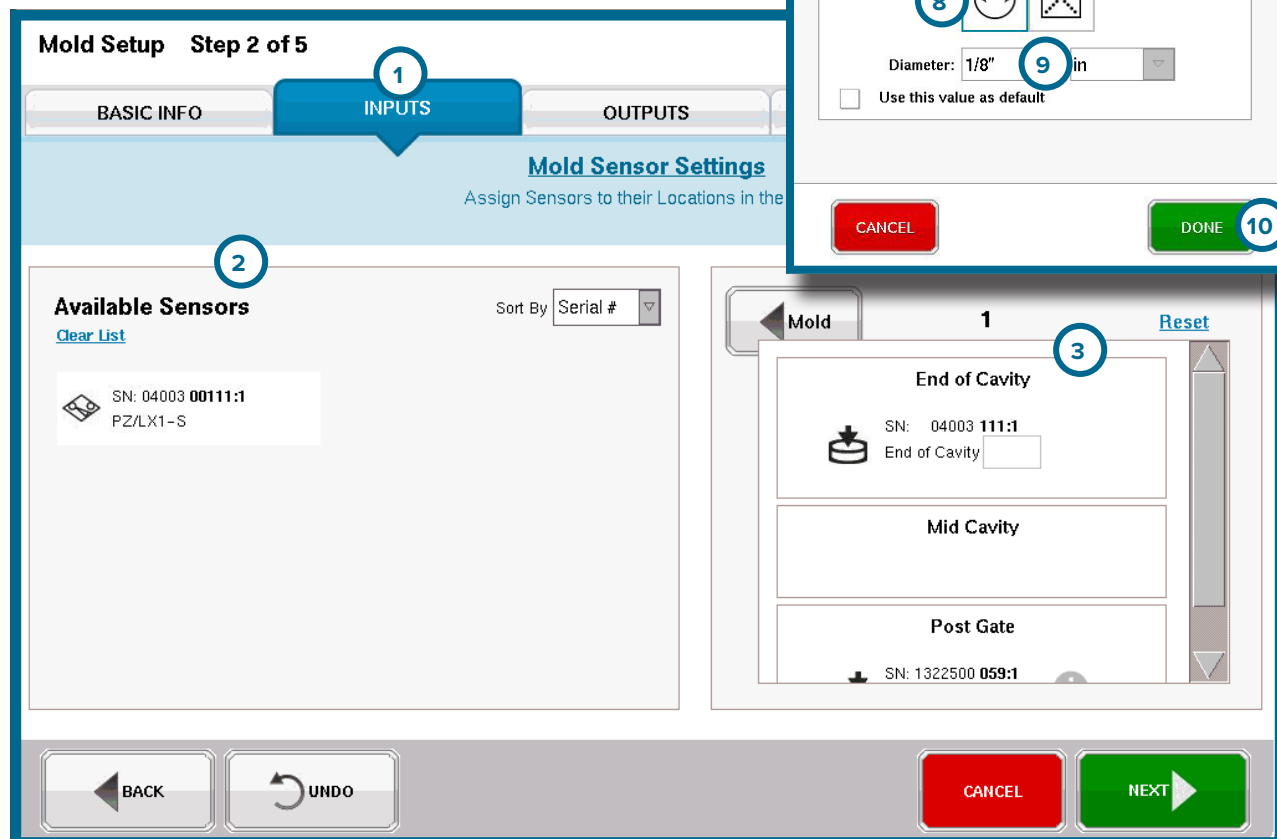 8
Diameter: 1/8" 9 in
Use this value as default
CANCEL
DONE 10
Mold Setup Step 2 of 5
1
BASIC INFO
INPUTS
OUTPUTS
Mold Sensor Settings
Assign Sensors to their Locations in the
2
Available Sensors
Sort By Serial #
Clear List
SN: 04003 00111:1
PZ/LX1-S
Mold
1
Reset
3
End of Cavity
SN: 04003 111:1
End of Cavity
Mid Cavity
Post Gate
SN: 1322500 059:1
BACK
UNDO
CANCEL
NEXT